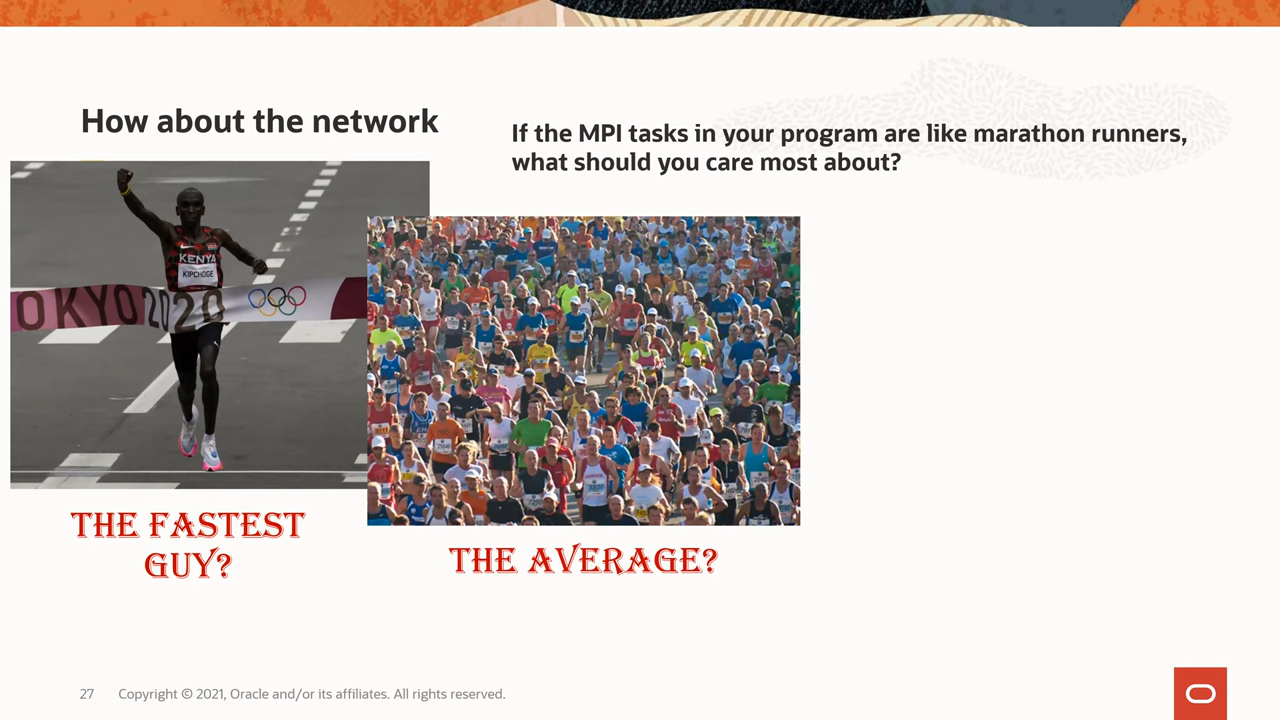 How about the network
If the MPI tasks in your program are like marathon runners,
what should you care most about?
KENYA
KIPCHOGE
OKYO 2020
THE FASTEST
GUY?
THE AVERAGE?
27 Copyright © 2021, Oracle and/or its affiliates. All rights reserved.